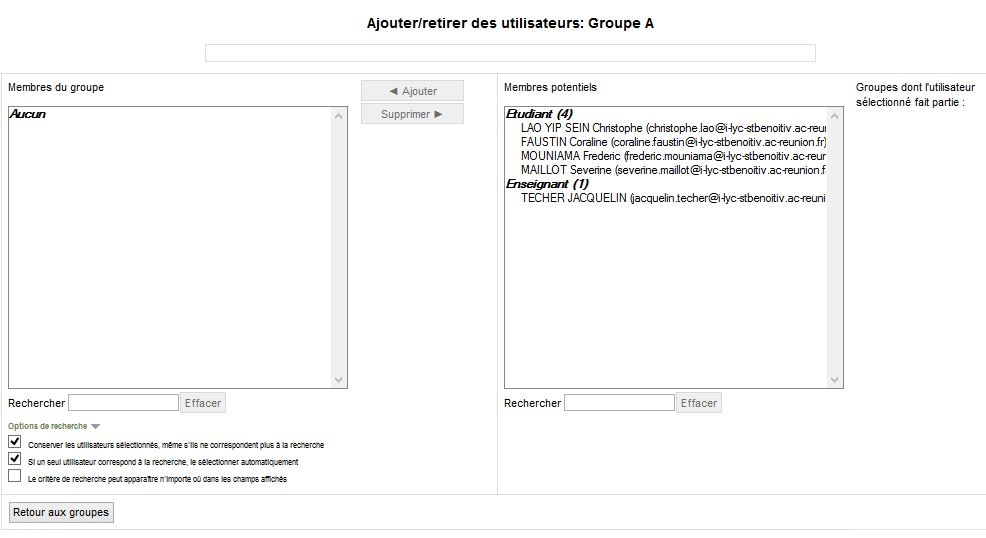 Ajouter/retirer des utilisateurs: Groupe A
Membres du groupe
Aucun
Rechercher
Effacer
Options de recherche
Conserver les utilisateurs sélectionnés, même s'ils ne correspondent plus à la recherche
Si un seul utilisateur correspond à la recherche, le sélectionner automatiquement
Le critère de recherche peut apparaître n'importe où dans les champs affichés
◄ Ajouter
Supprimer ►
Membres potentiels
Etudiant (4)
LAO YIP SEIN Christophe (christophe.lao@i-lyc-stbenoitiv.ac-reun
FAUSTIN Coraline (coraline.faustin@i-lyc-stbenoitiv.ac-reunion.fr)
MOUNIAMA Frederic (frederic.mouniama@i-lyc-stbenoitiv.ac-reur
MAILLOT Severine (severine.maillot@i-lyc-stbenoitiv.ac-reunion.f
Enseignant (1)
TECHER JACQUELIN (jacquelin.techer@i-lyc-stbenoitiv.ac-reuni
Rechercher
Effacer
Groupes dont l'utilisateur
sélectionné fait partie :
Retour aux groupes